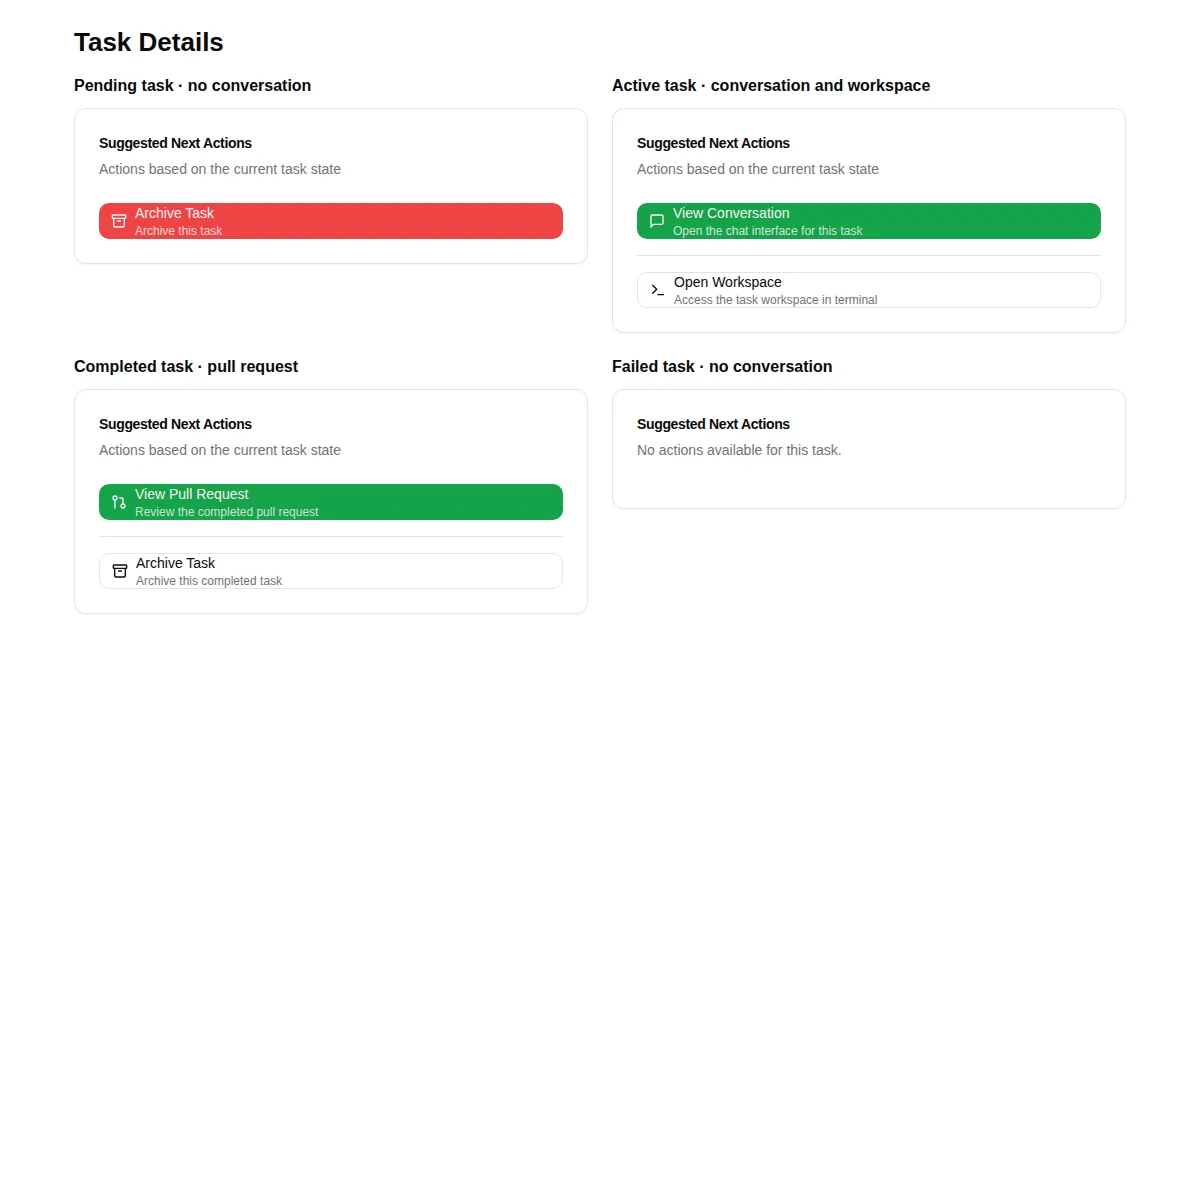 Task Details
Pending task · no conversation
Suggested Next Actions
Actions based on the current task state
Archive Task
Archive this task
Active task · conversation and workspace
Suggested Next Actions
Actions based on the current task state
View Conversation
Open the chat interface for this task
Open Workspace
Access the task workspace in terminal
Completed task · pull request
Suggested Next Actions
Actions based on the current task state
View Pull Request
Review the completed pull request
Archive Task
Archive this completed task
Failed task · no conversation
Suggested Next Actions
No actions available for this task.